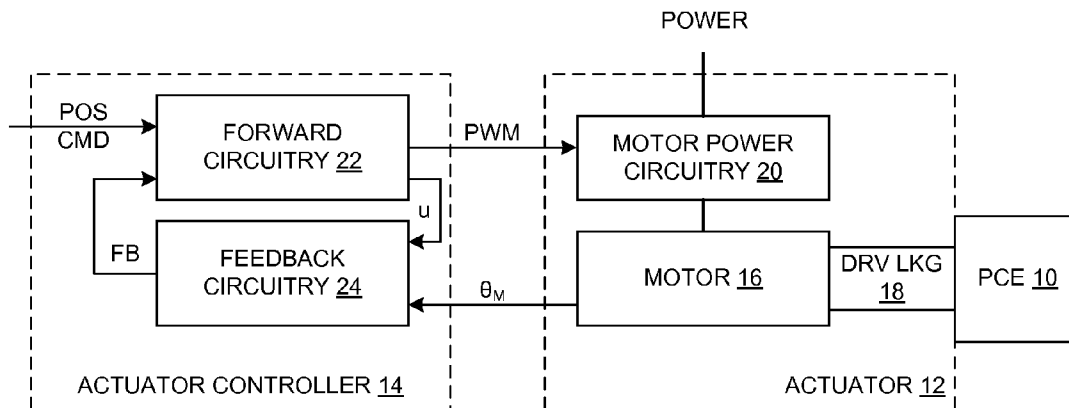 POWER
POS
CMD
FORWARD
CIRCUITRY 22
PWM
MOTOR POWER
CIRCUITRY 20
u
FB
FEEDBACK
CIRCUITRY 24
θM
MOTOR 16
DRV LKG
18
PCE 10
ACTUATOR CONTROLLER 14
ACTUATOR 12